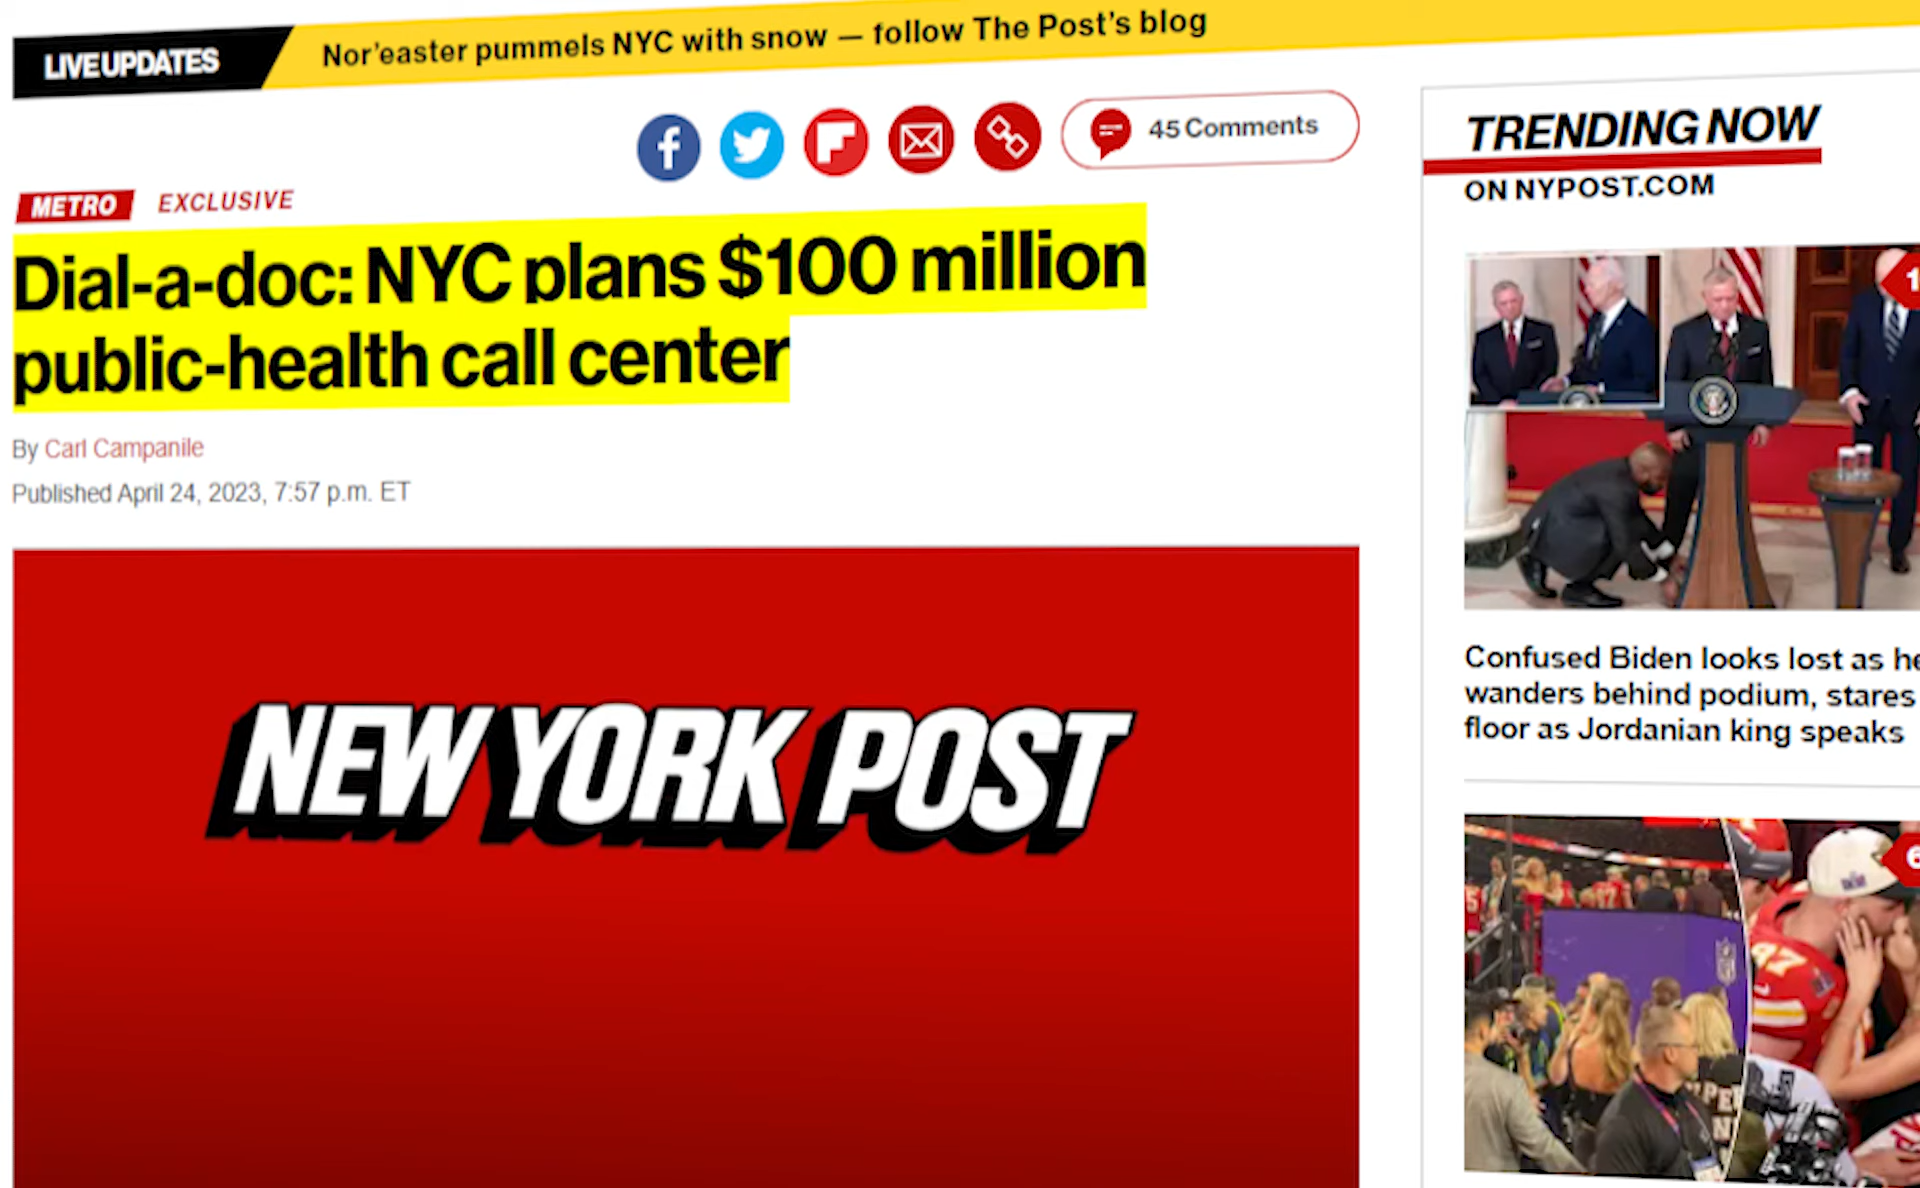 LIVE UPDATES
Nor'easter pummels NYC with snow — follow The Post's blog
45 Comments
METRO EXCLUSIVE
Dial-a-doc: NYC plans $100 million
public-health call center
By Carl Campanile
Published April 24, 2023, 7:57 p.m. ET
NEW YORK POST
TRENDING NOW
ON NYPOST.COM
1
Confused Biden looks lost as he
wanders behind podium, stares
floor as Jordanian king speaks
6
NFL